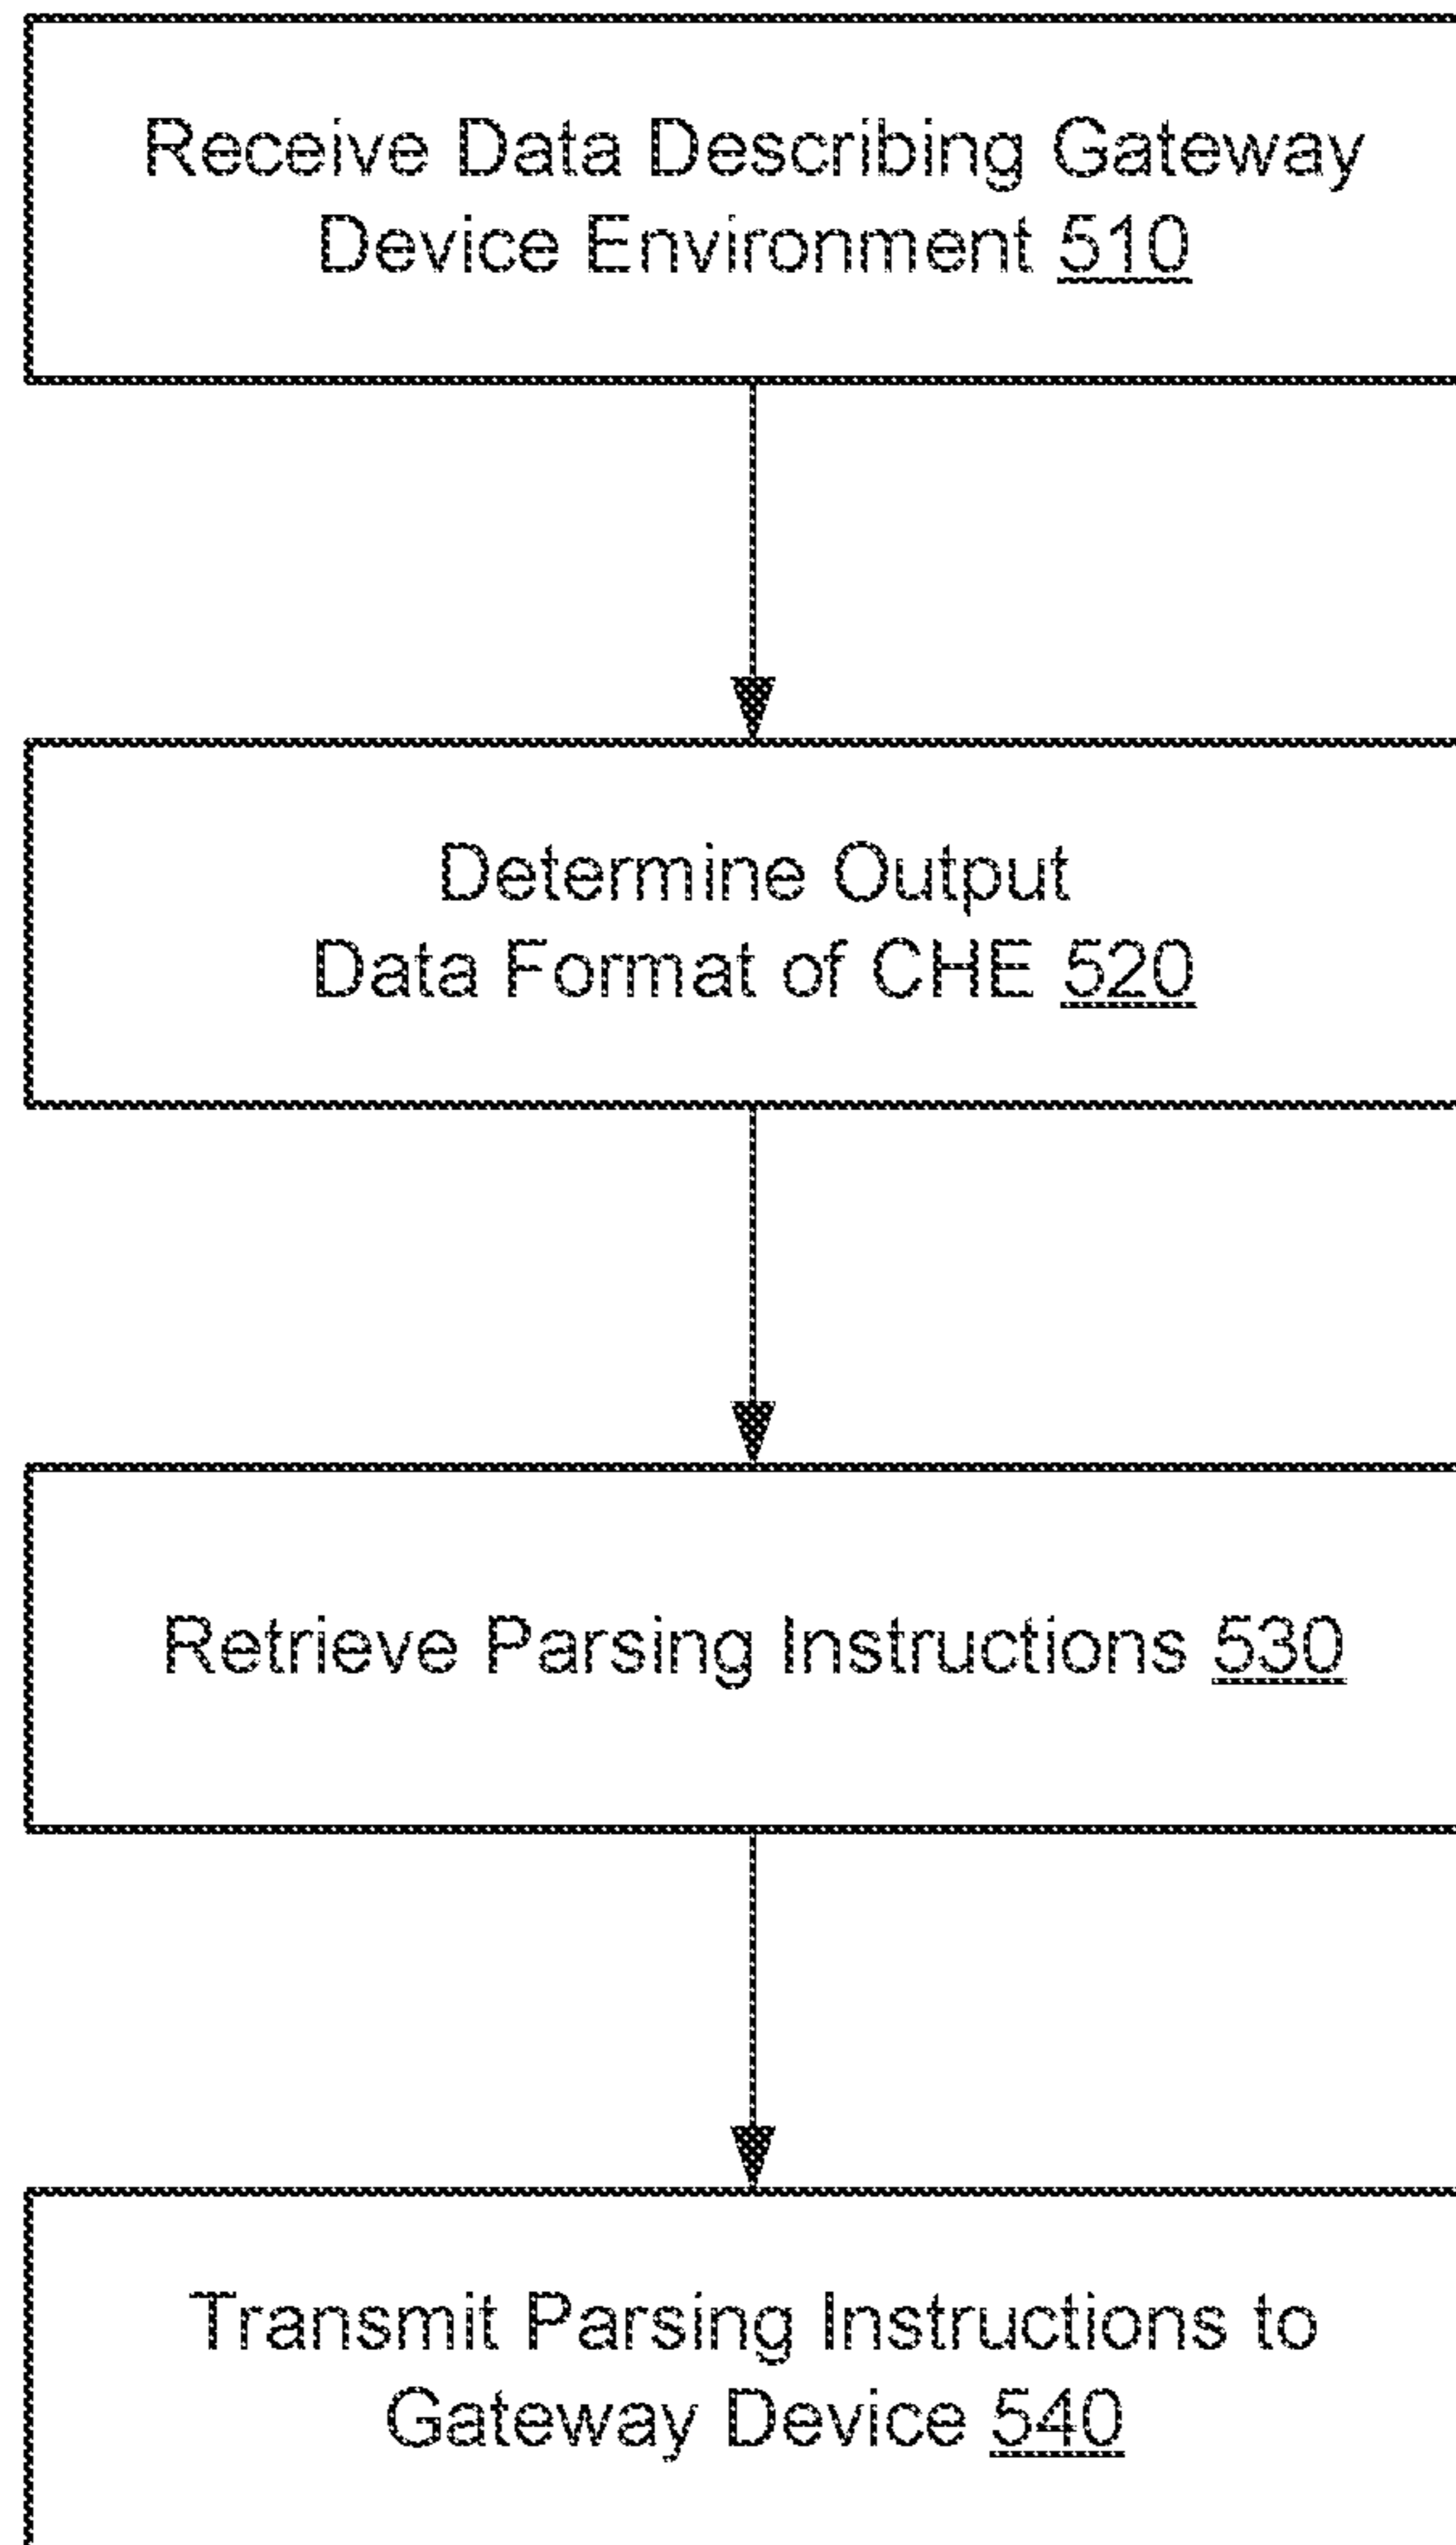 Receive Data Describing Gateway
Device Environment 510
Determine Output
Data Format of CHE 520
Retrieve Parsing Instructions 530
Transmit Parsing Instructions to
Gateway Device 540